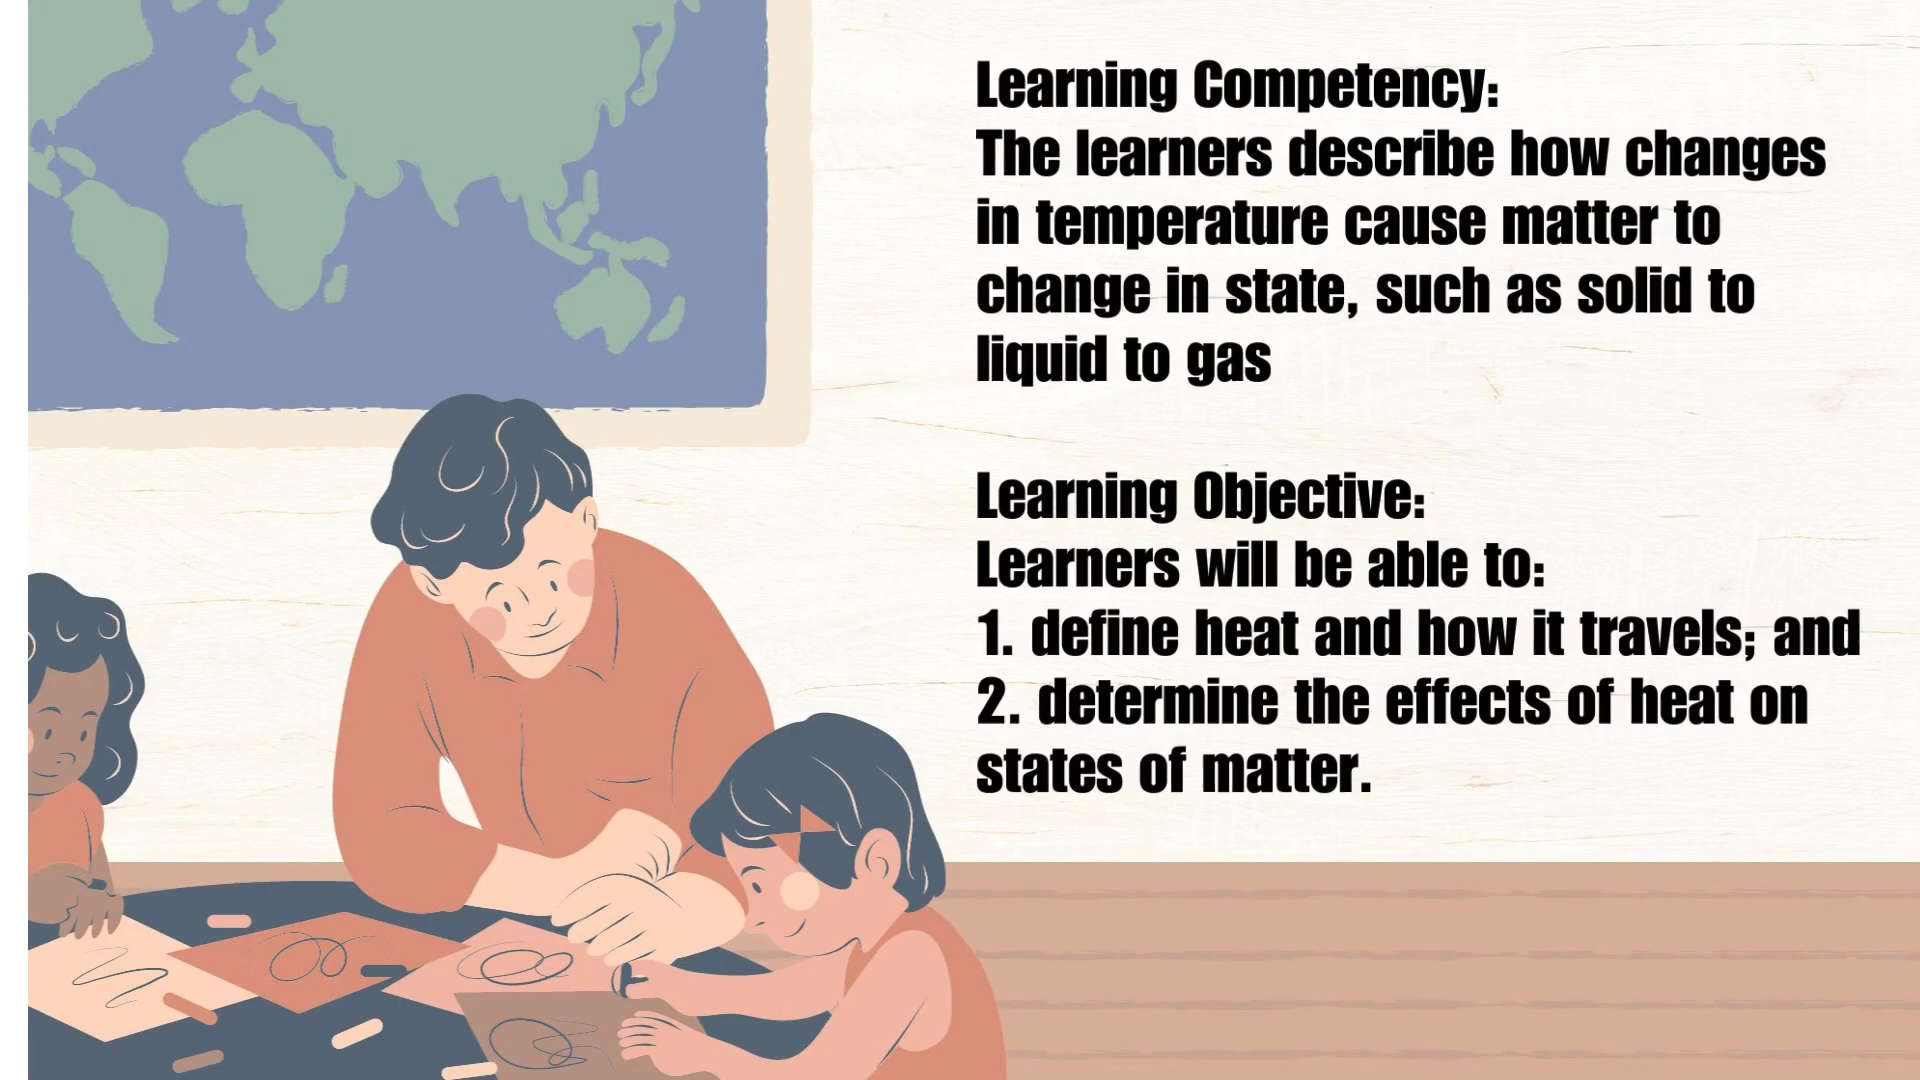 Learning Competency:
The learners describe how changes
in temperature cause matter to
change in state, such as solid to
liquid to gas
Learning Objective:
Learners will be able to:
1. define heat and how it travels; and
2. determine the effects of heat on
states of matter.